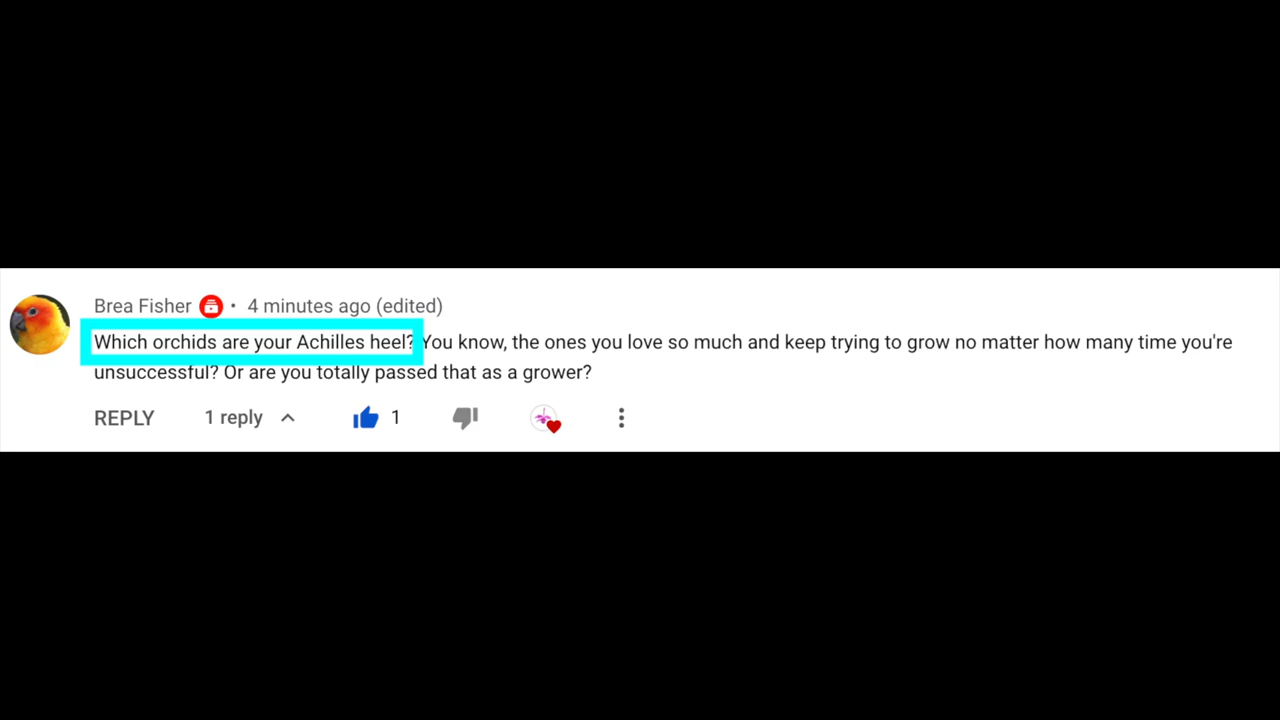 Brea Fisher • 4 minutes ago (edited)
Which orchids are your Achilles heel? You know, the ones you love so much and keep trying to grow no matter how many time you're
unsuccessful? Or are you totally passed that as a grower?
REPLY 1 reply 1